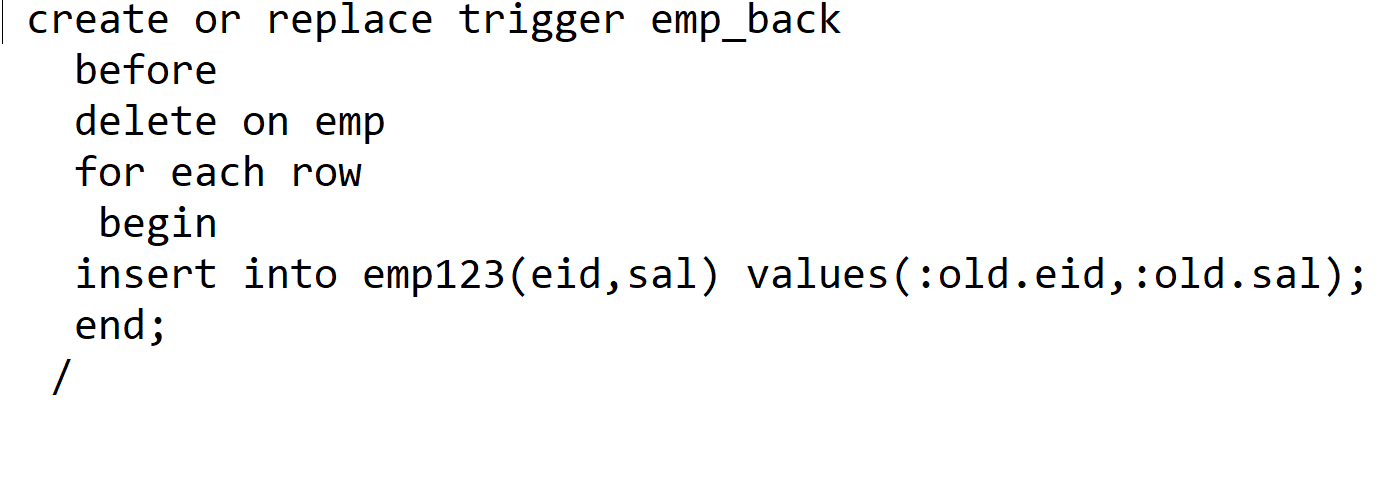 create or replace trigger emp_back
before
delete on emp
for each row
begin
insert into emp123(eid,sal) values(:old.eid,:old.sal);
end;
/